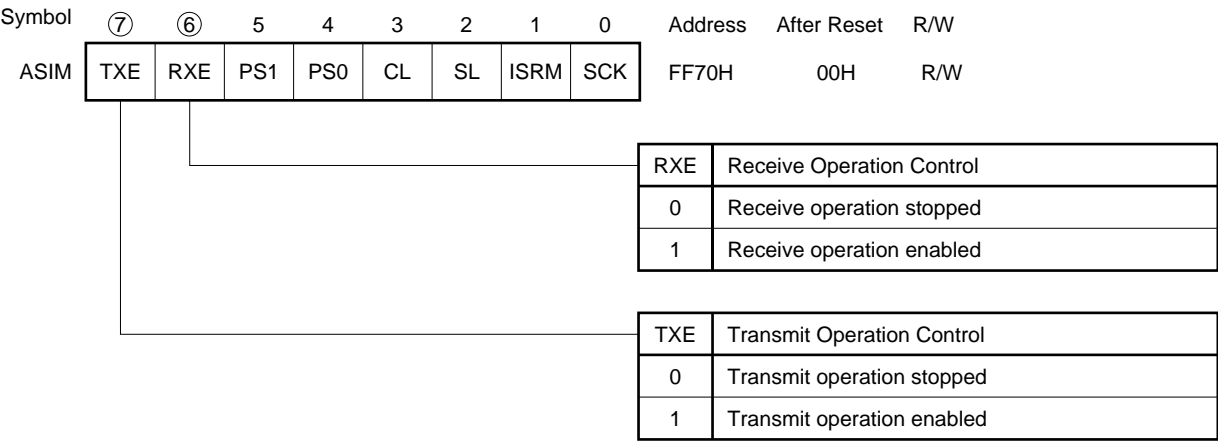 Symbol ⑦ ⑥ 5 4 3 2 1 0 Address After Reset R/W
ASIM TXE RXE PS1 PS0 CL SL ISRM SCK FF70H 00H R/W
RXE Receive Operation Control
0 Receive operation stopped
1 Receive operation enabled
TXE Transmit Operation Control
0 Transmit operation stopped
1 Transmit operation enabled